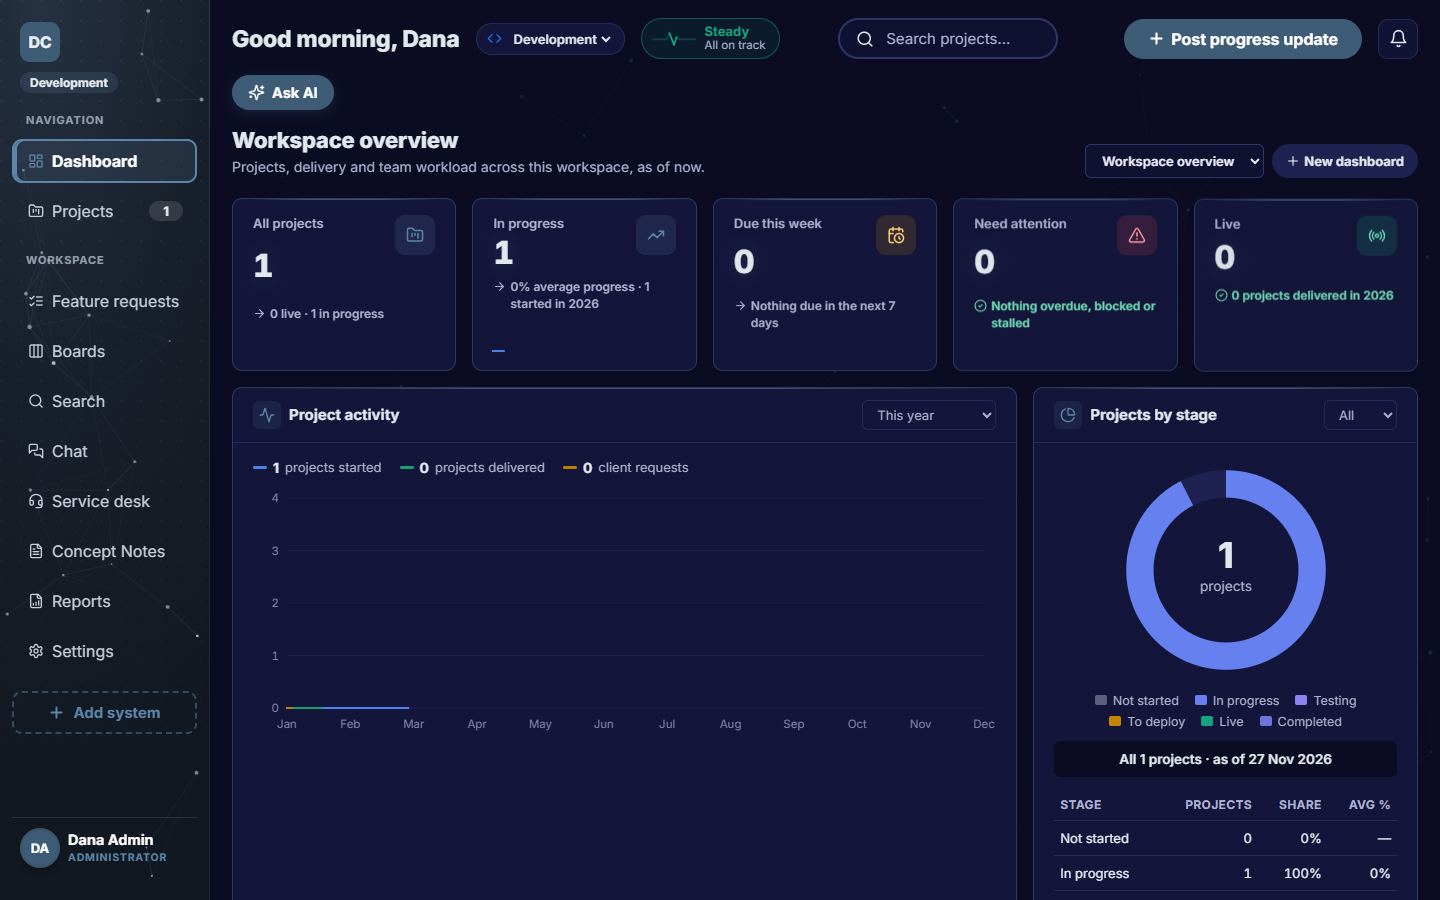 DC
Development
NAVIGATION
Dashboard
Projects 1
WORKSPACE
Feature requests
Boards
Search
Chat
Service desk
Concept Notes
Reports
Settings
+ Add system
DA
Dana Admin
ADMINISTRATOR
Good morning, Dana
Development
Steady
All on track
Search projects...
+ Post progress update
Ask AI
Workspace overview
Projects, delivery and team workload across this workspace, as of now.
Workspace overview
+ New dashboard
All projects
1
→ 0 live · 1 in progress
In progress
1
→ 0% average progress · 1
started in 2026
Due this week
0
→ Nothing due in the next 7
days
Need attention
0
Nothing overdue, blocked or
stalled
Live
0
0 projects delivered in 2026
Project activity
This year
1 projects started 0 projects delivered 0 client requests
4
3
2
1
0
Jan Feb Mar Apr May Jun Jul Aug Sep Oct Nov Dec
Projects by stage
All
1
projects
Not started In progress Testing
To deploy Live Completed
All 1 projects · as of 27 Nov 2026
STAGE PROJECTS SHARE AVG %
Not started 0 0% —
In progress 1 100% 0%